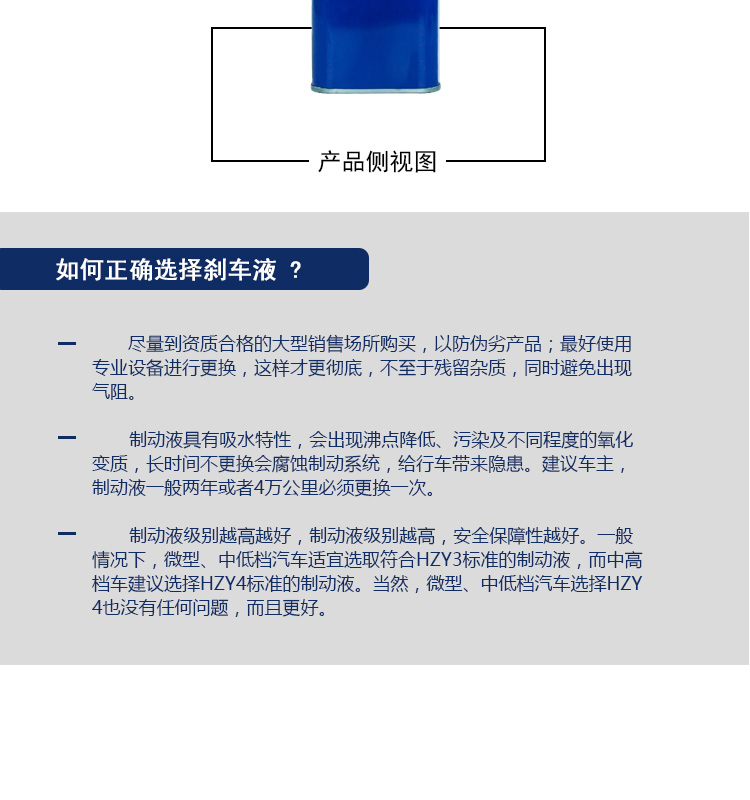 产品侧视图
如何正确选择刹车液 ?
尽量到资质合格的大型销售场所购买，以防伪劣产品；最好使用
专业设备进行更换，这样才更彻底，不至于残留杂质，同时避免出现
气阻。
制动液具有吸水特性，会出现沸点降低、污染及不同程度的氧化
变质，长时间不更换会腐蚀制动系统，给行车带来隐患。建议车主，
制动液一般两年或者4万公里必须更换一次。
制动液级别越高越好，制动液级别越高，安全保障性越好。一般
情况下，微型、中低档汽车适宜选取符合HZY3标准的制动液，而中高
档车建议选择HZY4标准的制动液。当然，微型、中低档汽车选择HZY
4也没有任何问题，而且更好。